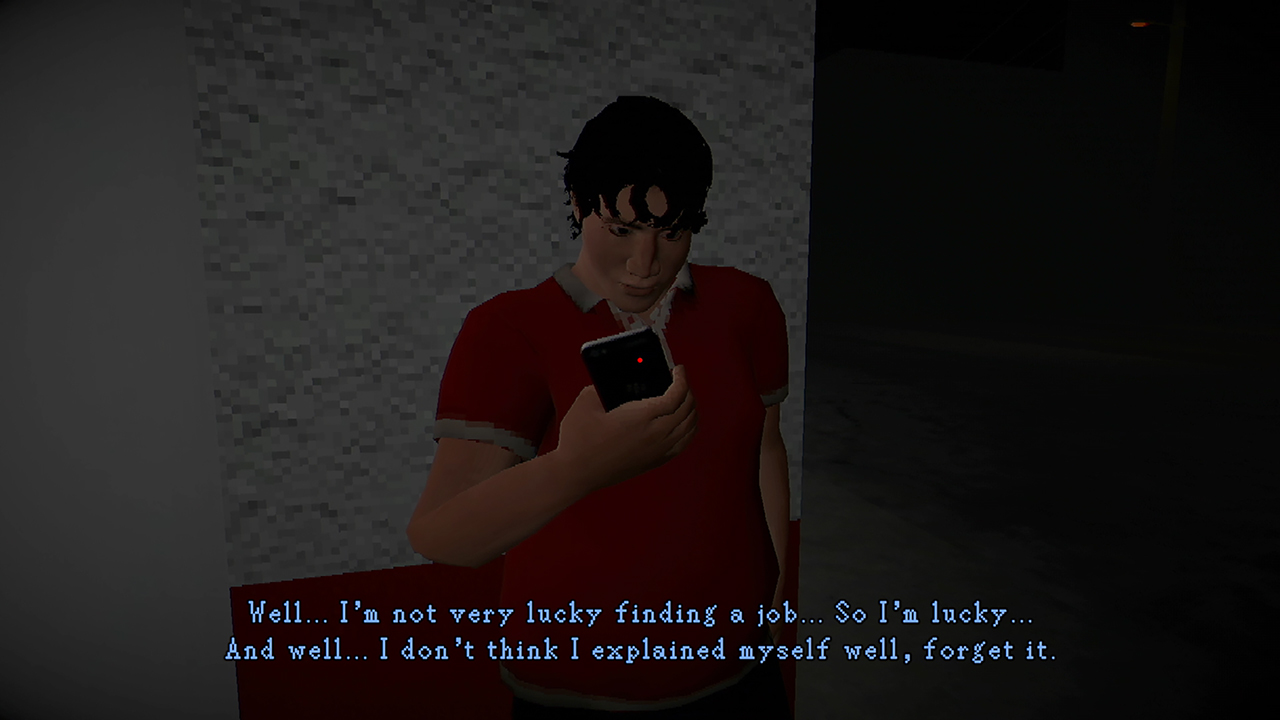 Well... I'm not very lucky finding a job... So I'm lucky...
And well... I don't think I explained myself well, forget it.